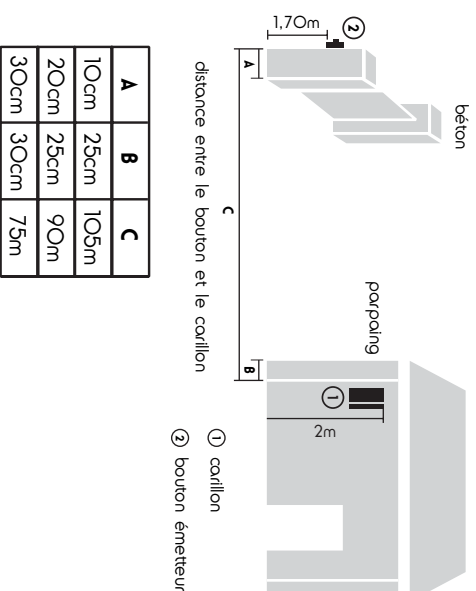 béton
1,70m
2
parpaing
1
2m
A
C
B
distance entre le bouton et le carillon
1 carillon
2 bouton émetteur
A B C
10cm 25cm 105m
20cm 25cm 90m
30cm 30cm 75m